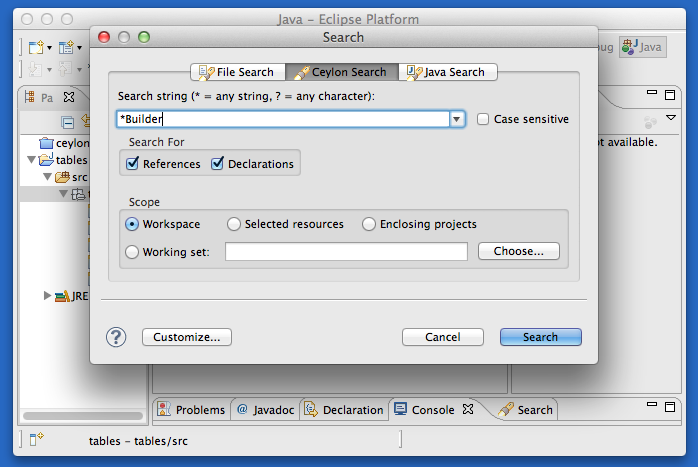 Java – Eclipse Platform
Search
ug Java
File Search Ceylon Search Java Search
Search string (* = any string, ? = any character):
*Builder
Case sensitive
Search For
References Declarations
Scope
Workspace Selected resources Enclosing projects
Working set: Choose...
? Customize... Cancel Search
Pa
ceylon
tables
src
t
JRE
ot available.
Problems @ Javadoc Declaration Console Search
tables – tables/src